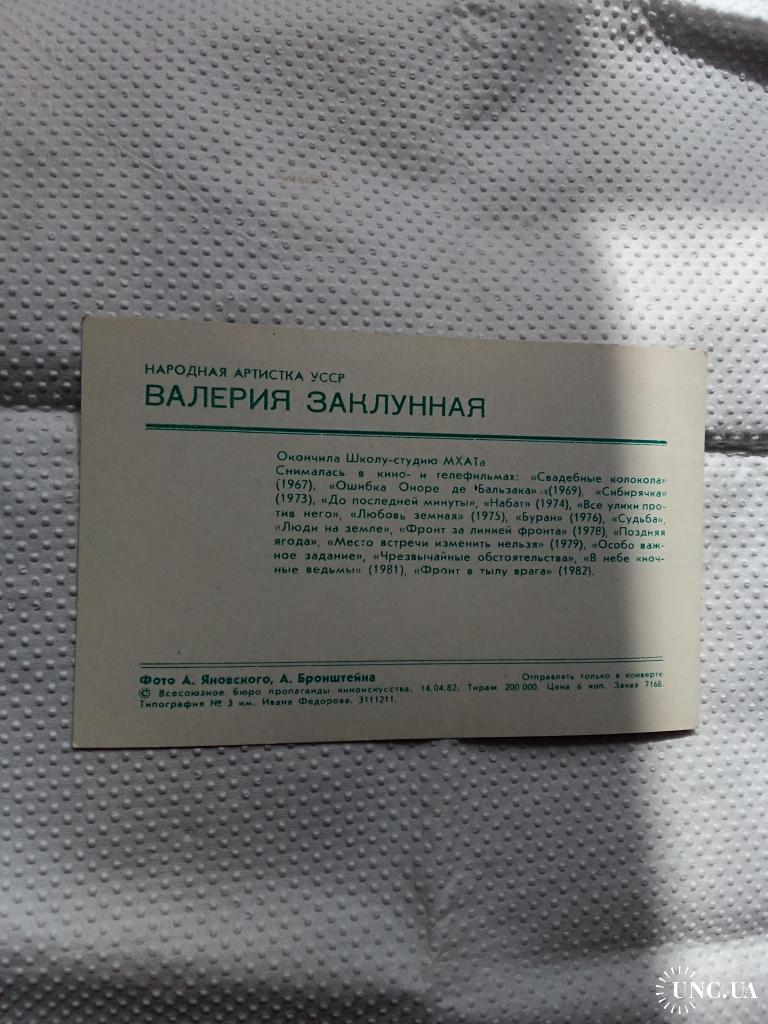 НАРОДНАЯ АРТИСТКА УССР
ВАЛЕРИЯ ЗАКЛУННАЯ
Окончила Школу-студию МХАТа
Снималась в кино- и телефильмах: «Свадебные колокола»
(1967), «Ошибка Оноре де Бальзака» (1969), «Сибирячка»
(1973), «До последней минуты», «Набат» (1974), «Все улики про-
тив него», «Любовь земная» (1975), «Буран» (1976), «Судьба»,
«Люди на земле», «Фронт за линией фронта» (1978), «Поздняя
ягода», «Место встречи изменить нельзя» (1979), «Особо важ-
ное задание», «Чрезвычайные обстоятельства», «В небе «ноч-
ные ведьмы» (1981), «Фронт в тылу врага» (1982).
Фото А. Яновского, А. Бронштейна
Отправлять только в конверте
© Всесоюзное бюро пропаганды киноискусства. 14.04.82. Тираж 200 000. Цена 6 коп. Заказ 7168.
Типография № 3 им. Ивана Федорова. 3111211.
UNC.UA